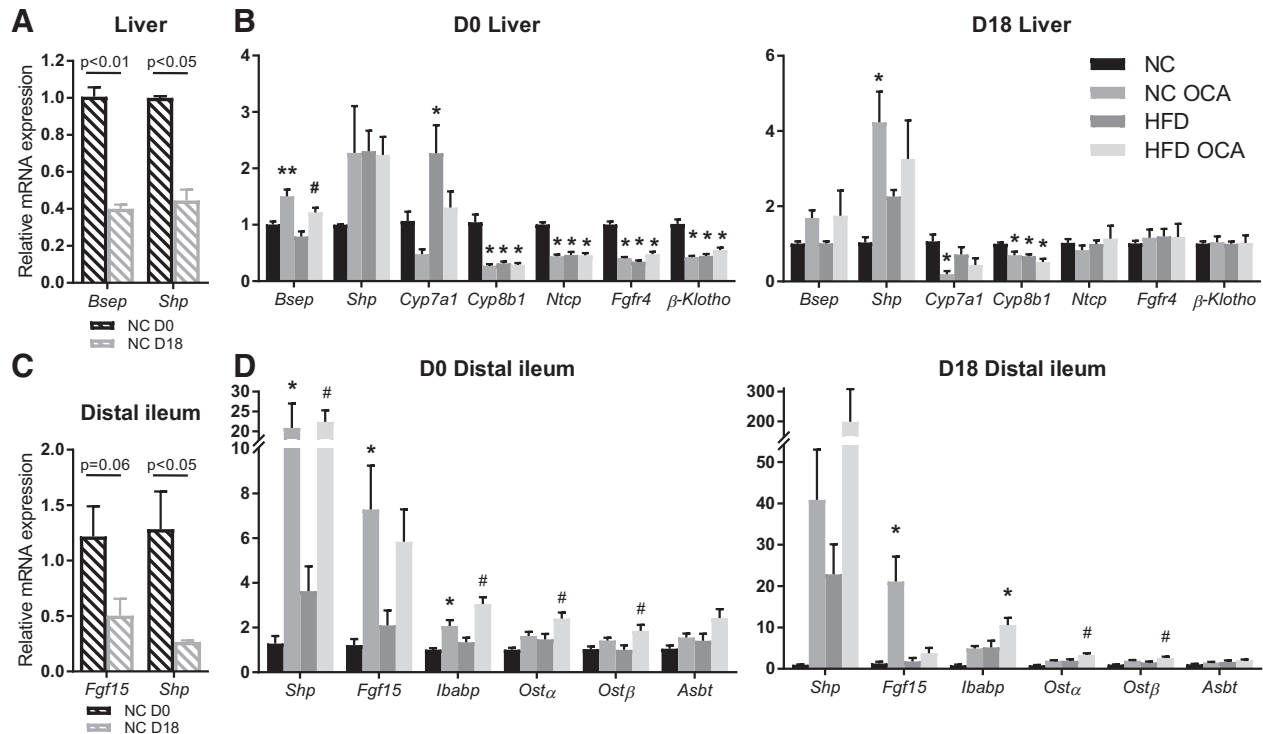 A
Liver
p<0.01 p<0.05
Relative mRNA expression
1.2
1.0
0.8
0.6
0.4
0.2
0.0
Bsep Shp
NC D0
NC D18
B
D0 Liver
4
3
2
1
0
** # * * * * * * * * * * * * *
Bsep Shp Cyp7a1 Cyp8b1 Ntcp Fgfr4 β-Klotho
D18 Liver
6
4
2
0
* * * * *
Bsep Shp Cyp7a1 Cyp8b1 Ntcp Fgfr4 β-Klotho
NC
NC OCA
HFD
HFD OCA
C
Distal ileum
p=0.06 p<0.05
Relative mRNA expression
2.0
1.5
1.0
0.5
0.0
Fgf15 Shp
NC D0
NC D18
D
D0 Distal ileum
30
25
20
10
8
6
4
2
0
* # * * # # #
Shp Fgf15 Ibabp Ostα Ostβ Asbt
D18 Distal ileum
300
200
50
40
30
20
10
0
* * # #
Shp Fgf15 Ibabp Ostα Ostβ Asbt